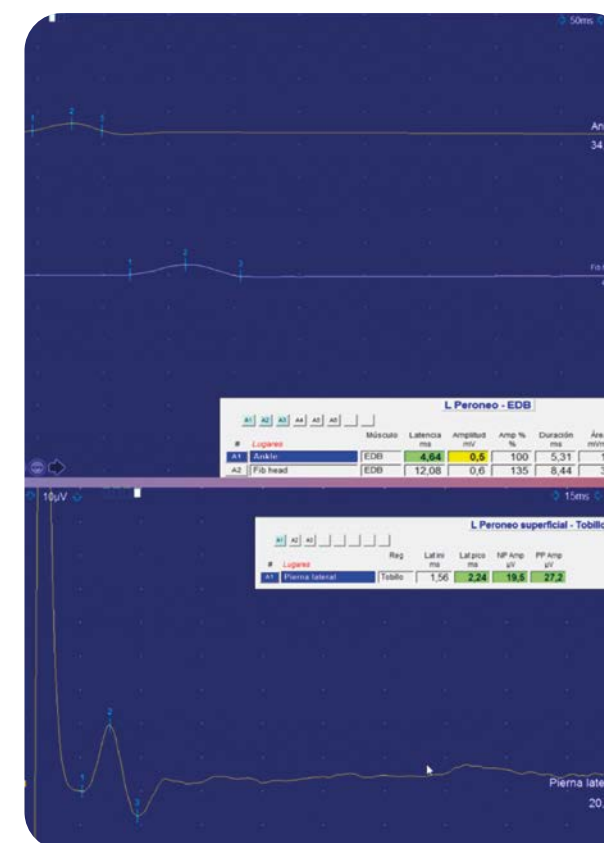 50ms
1 2 3
An
34,
1 2 3
Fib
L Peroneo - EDB
A1 A2 A3 A4 A5 A6
# Lugares Músculo Latencia ms Amplitud mV Amp % % Duración ms Áre mVm
A1 Ankle EDB 4,64 0,5 100 5,31 1
A2 Fib head EDB 12,08 0,6 135 8,44 3
10µV 15ms
L Peroneo superficial - Tobillo
A1 A2 A3
# Lugares Reg Lat ini ms Lat pico ms NP Amp µV PP Amp µV
A1 Pierna lateral Tobillo 1,56 2,24 19,5 27,2
2
1
3
Pierna late
20,